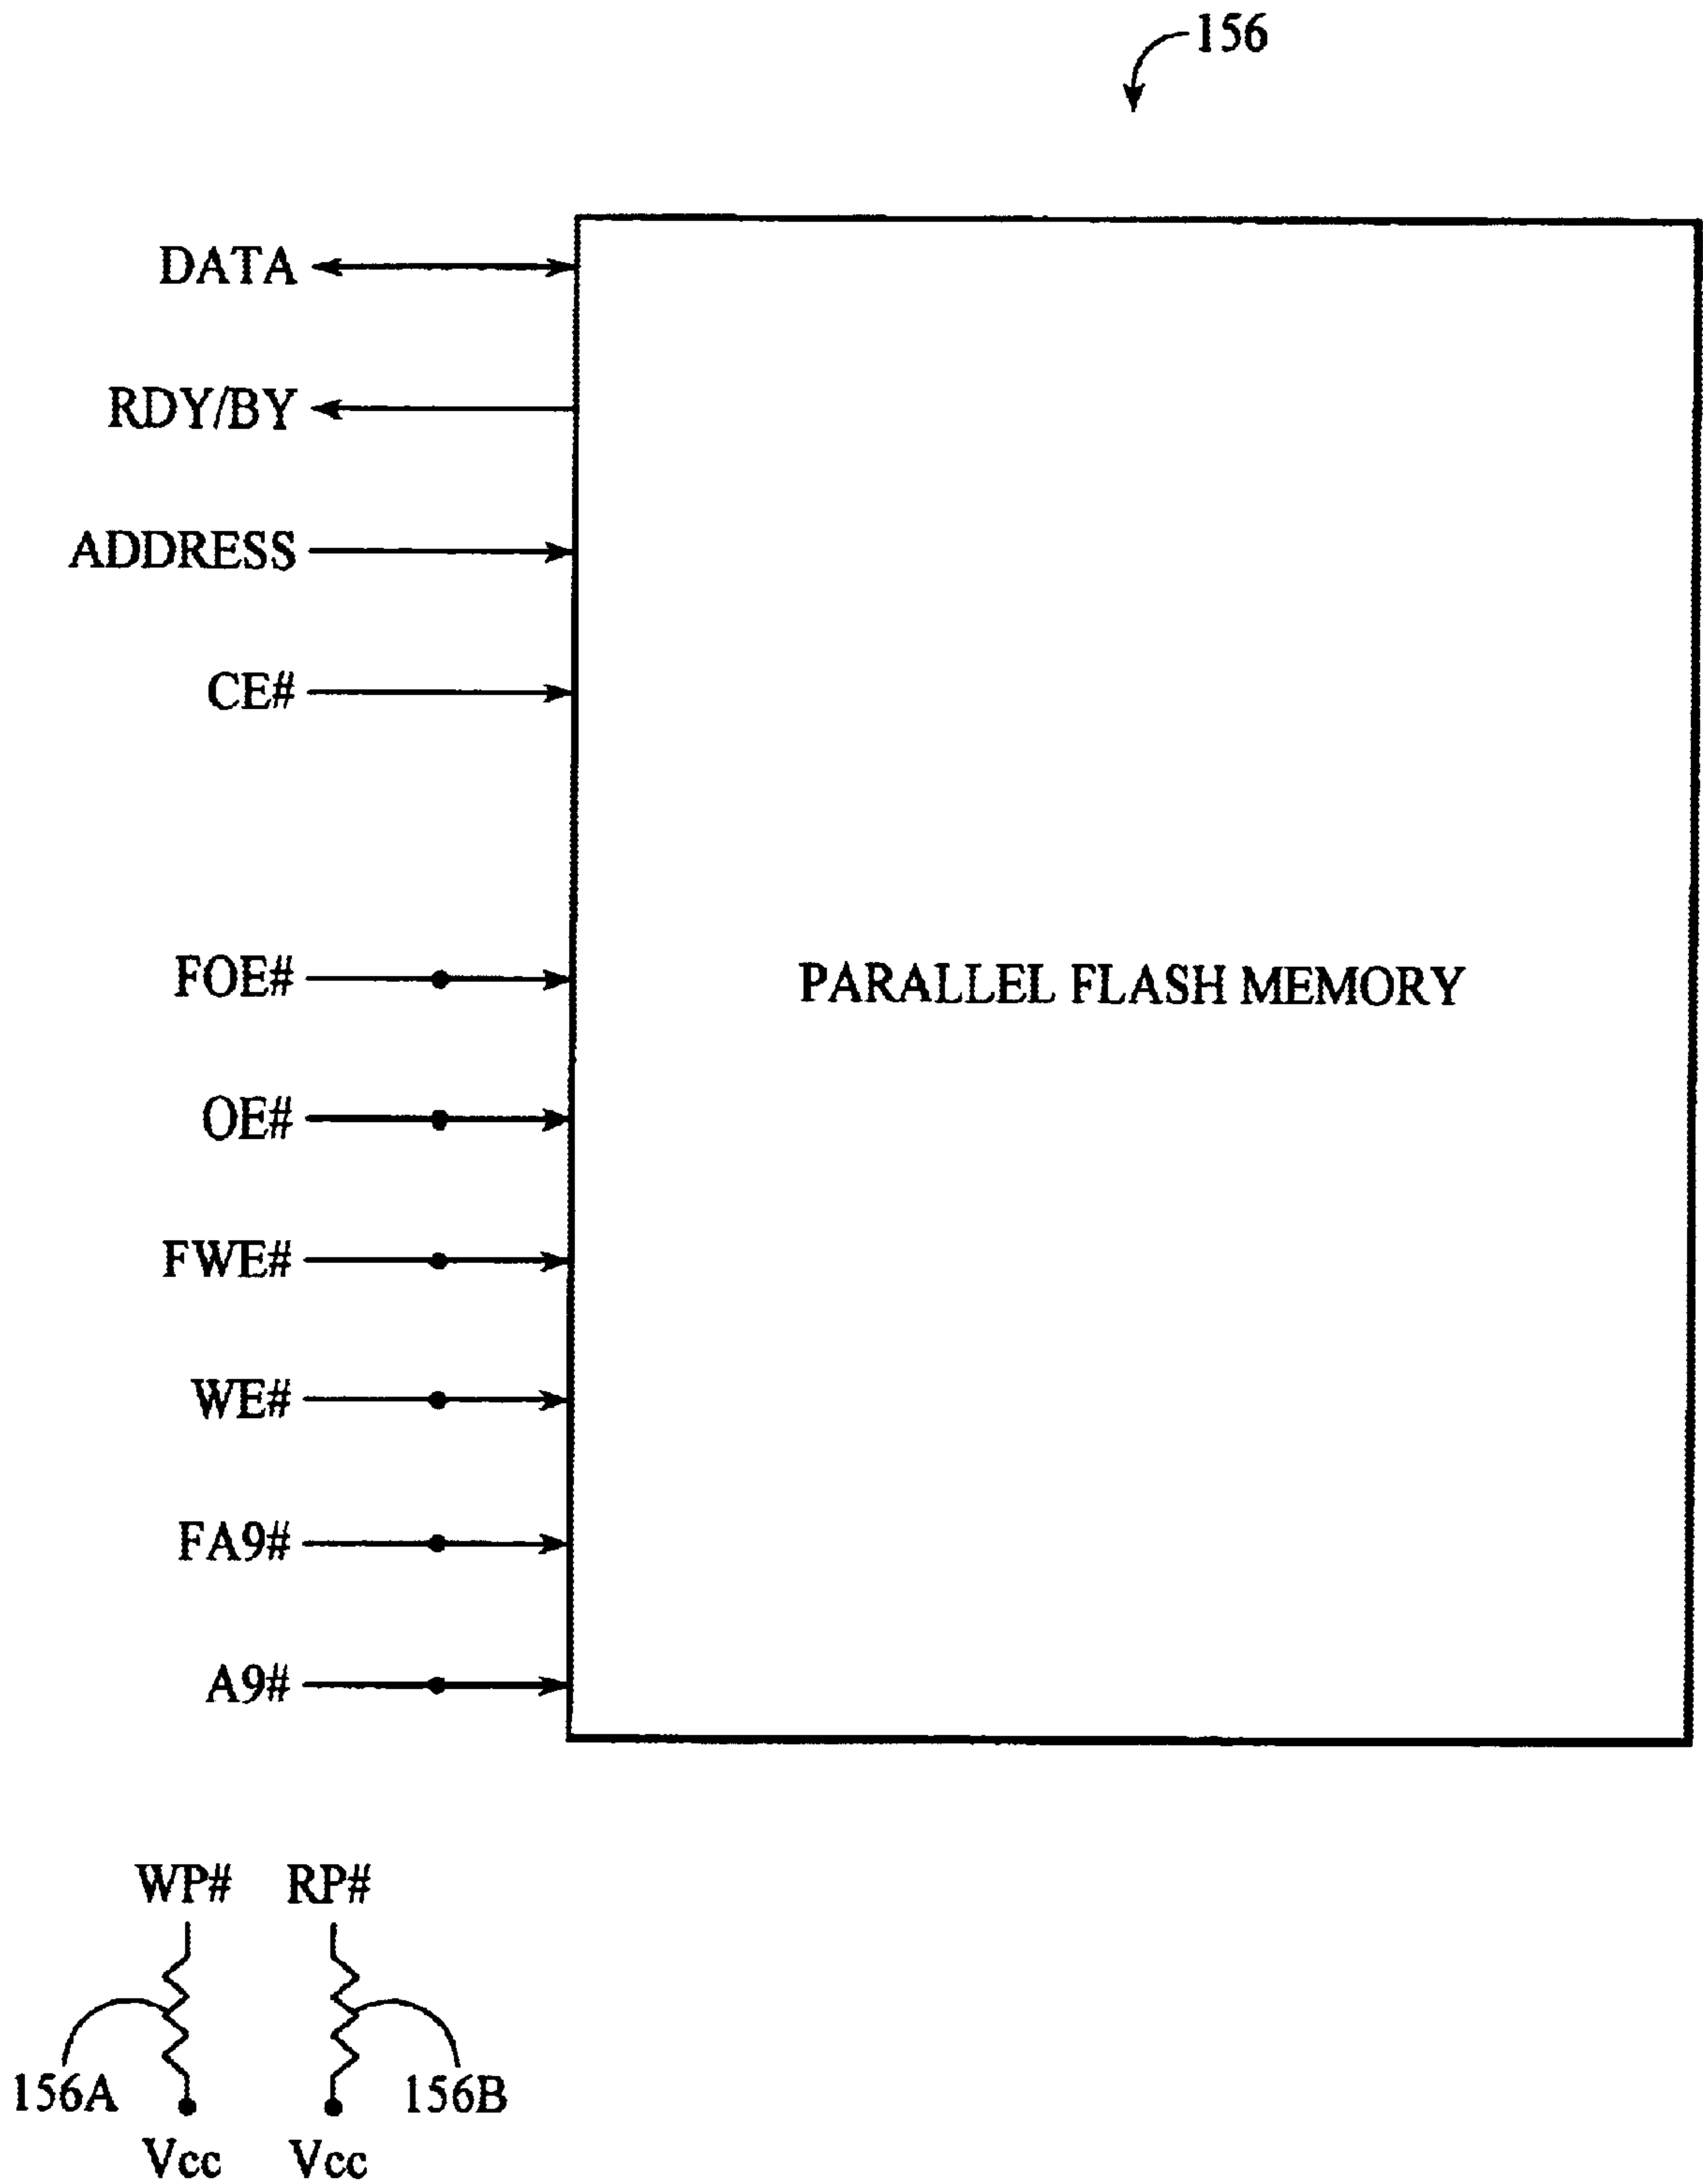 156
DATA
RDY/BY
ADDRESS
CE#
FOE#
PARALLEL FLASH MEMORY
OE#
FWE#
WE#
FA9#
A9#
WP# RP#
156A 156B
Vcc Vcc